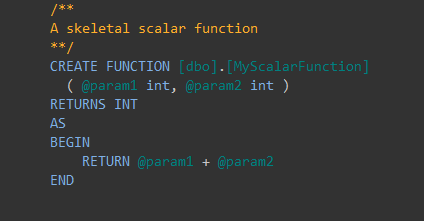 /**
A skeletal scalar function
**/
CREATE FUNCTION [dbo].[MyScalarFunction]
( @param1 int, @param2 int )
RETURNS INT
AS
BEGIN
RETURN @param1 + @param2
END